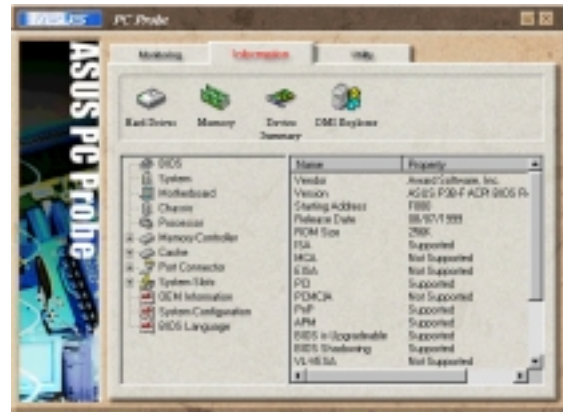 ASUS PC Probe
ASUS PC Probe
Monitoring Information Utility
Hard Drives Memory Device Summary DMI Explorer
BIOS
System
Motherboard
Chassis
Processor
Memory Controller
Cache
Port Connector
System Slots
OEM Information
System Configuration
BIOS Language
Name Property
Vendor Award Software, Inc.
Version ASUS P3B-F ACPI BIOS R
Starting Address F000
Release Date
ROM Size 256K
ISA Supported
MCA Not Supported
EISA Not Supported
PCI Supported
PCMCIA Not Supported
PnP Supported
APM Supported
BIOS is Upgradeable Supported
BIOS Shadowing Supported
VL-VESA Not Supported